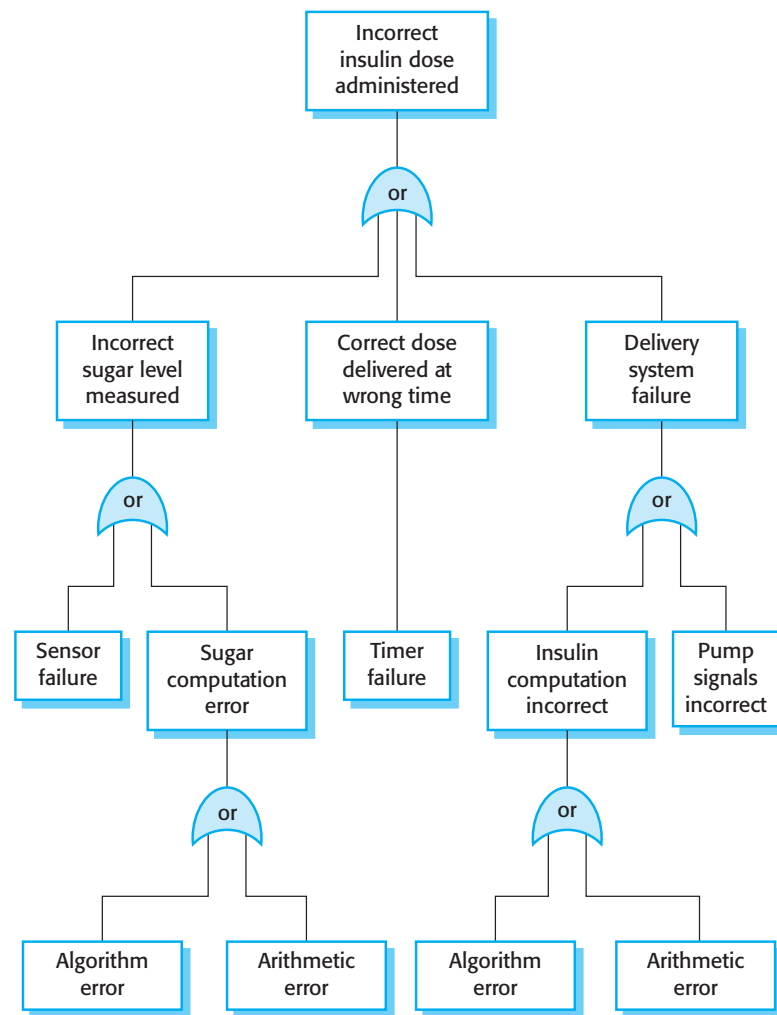 Incorrect
insulin dose
administered
or
Incorrect
sugar level
measured
Correct dose
delivered at
wrong time
Delivery
system
failure
or
or
Sensor
failure
Sugar
computation
error
Timer
failure
Insulin
computation
incorrect
Pump
signals
incorrect
or
or
Algorithm
error
Arithmetic
error
Algorithm
error
Arithmetic
error